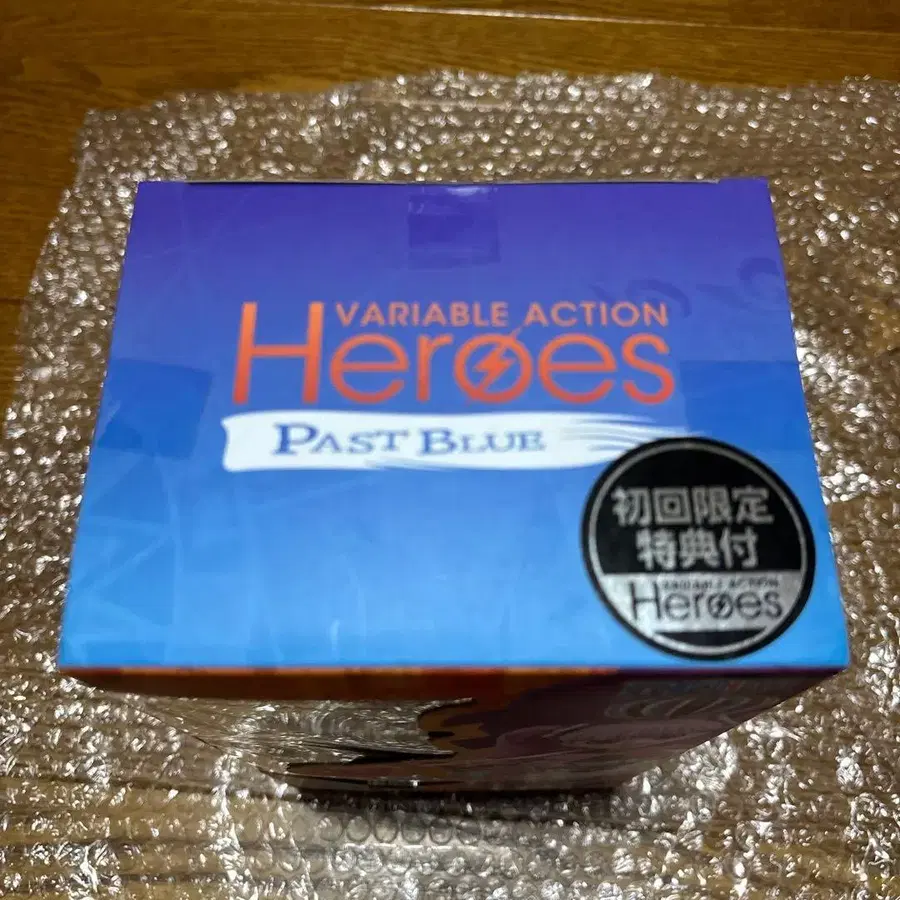 VARIABLE ACTION
Heroes
PAST BLUE
初回限定
特典付
VARIABLE ACTION
Heroes